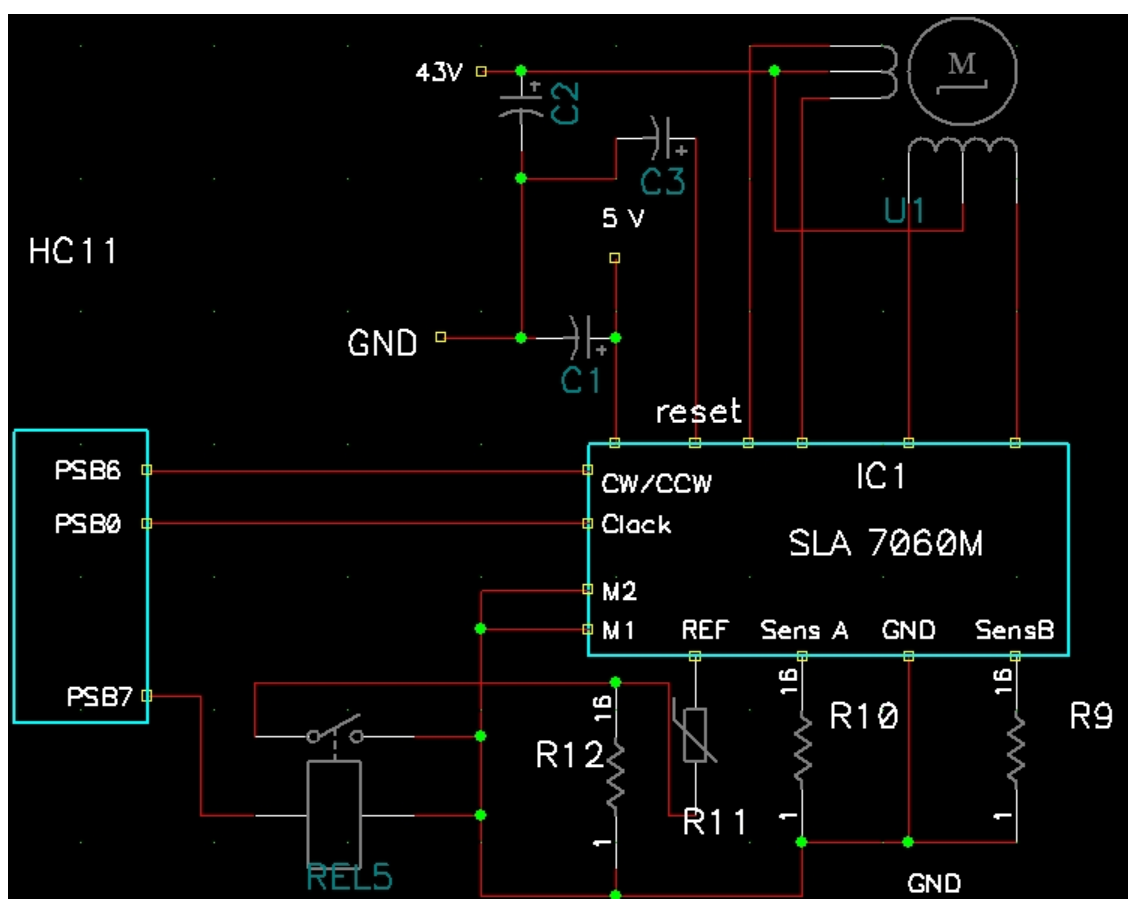 M
43V
C2
C3
5 V
U1
HC11
GND
C1
reset
PSB6
CW/CCW
IC1
PSB0
Clack
SLA 7060M
M2
M1
REF
Sens A
GND
SensB
PSB7
16
16
16
R12
R11
R10
R9
1
1
1
REL5
GND